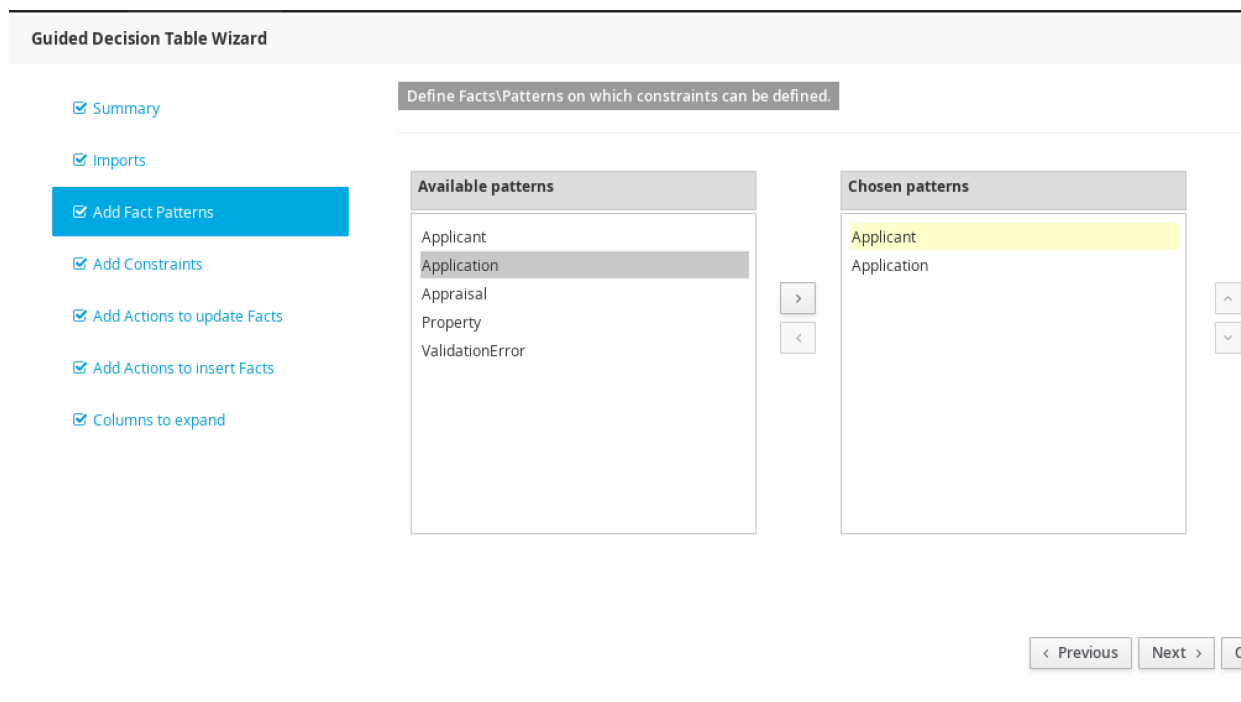 Guided Decision Table Wizard
Summary
Imports
Add Fact Patterns
Add Constraints
Add Actions to update Facts
Add Actions to insert Facts
Columns to expand
Define Facts\Patterns on which constraints can be defined.
Available patterns
Applicant
Application
Appraisal
Property
ValidationError
Chosen patterns
Applicant
Application
Previous
Next